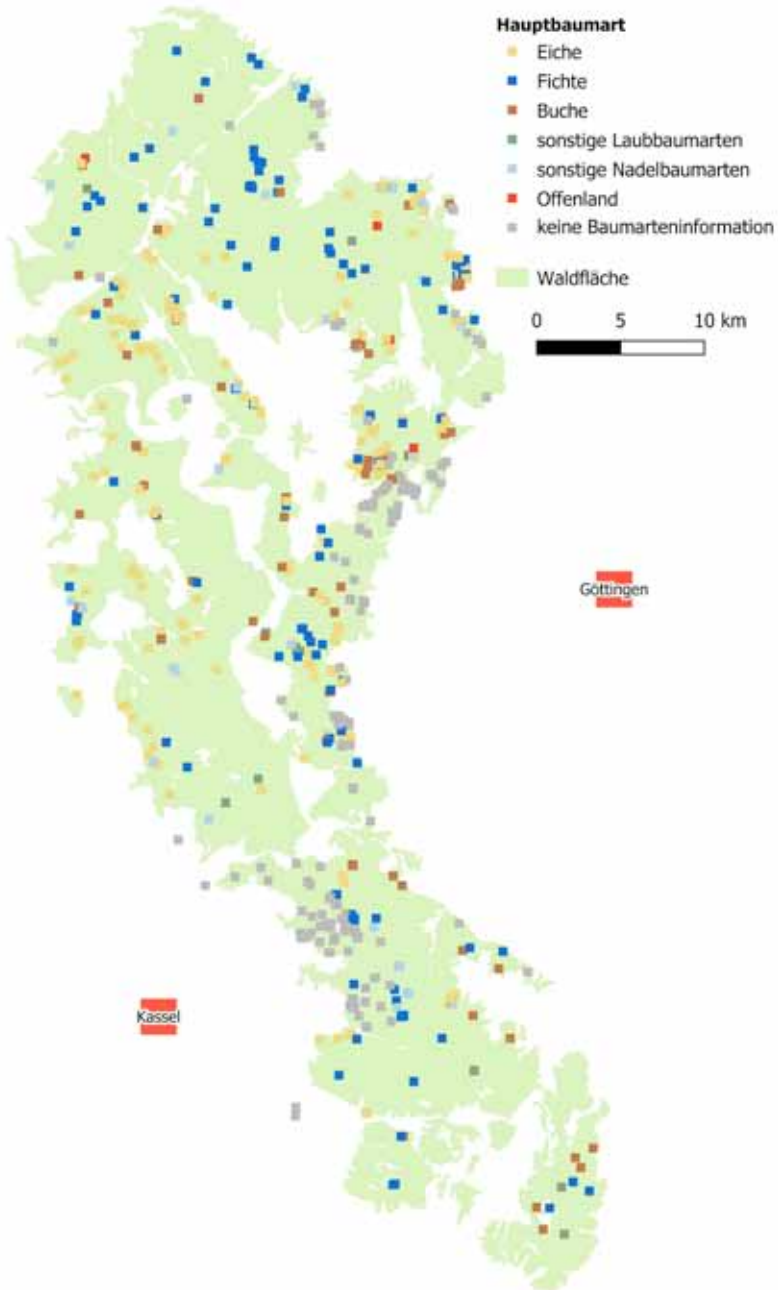 Hauptbaumart
Eiche
Fichte
Buche
sonstige Laubbaumarten
sonstige Nadelbaumarten
Offenland
keine Baumarteninformation
Waldfläche
0 5 10 km
Göttingen
Kassel